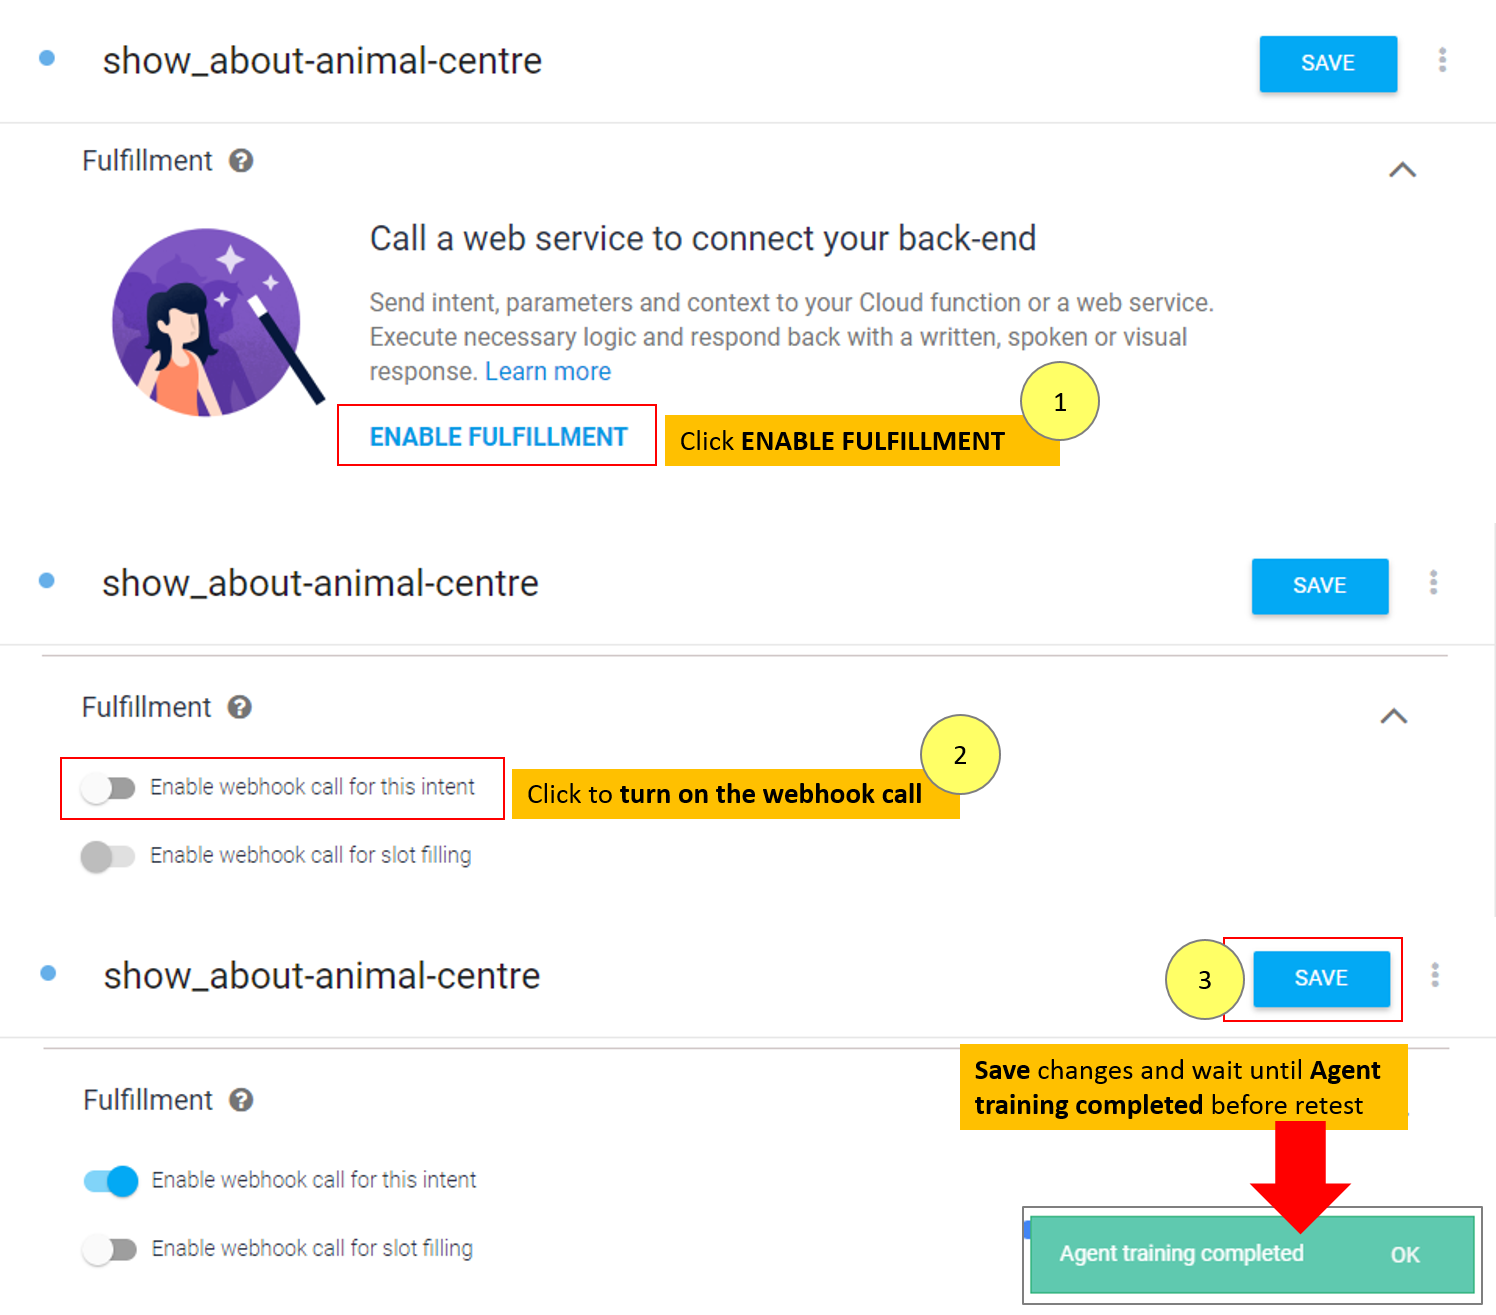 show_about-animal-centre
SAVE
Fulfillment ?
Call a web service to connect your back-end
Send intent, parameters and context to your Cloud function or a web service.
Execute necessary logic and respond back with a written, spoken or visual
response. Learn more
1
ENABLE FULFILLMENT
Click ENABLE FULFILLMENT
show_about-animal-centre
SAVE
Fulfillment ?
2
Enable webhook call for this intent
Click to turn on the webhook call
Enable webhook call for slot filling
show_about-animal-centre
3
SAVE
Save changes and wait until Agent
training completed before retest
Fulfillment ?
Enable webhook call for this intent
Enable webhook call for slot filling
Agent training completed
OK